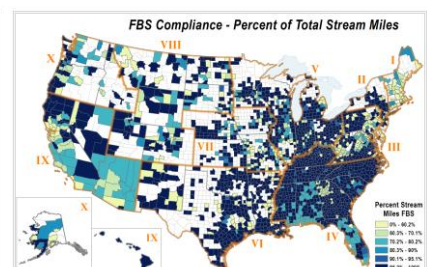 FBS Compliance - Percent of Total Stream Miles
VIII
X
I
V
II
III
VII
IX
X
IX
VI
IV
Percent Stream
Miles FBS
0% - 60.2%
60.3% - 70.1%
70.2% - 80.2%
80.3% - 90%
90.1% - 95.1%